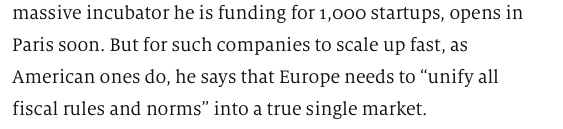 massive incubator he is funding for 1,000 startups, opens in
Paris soon. But for such companies to scale up fast, as
American ones do, he says that Europe needs to “unify all
fiscal rules and norms” into a true single market.